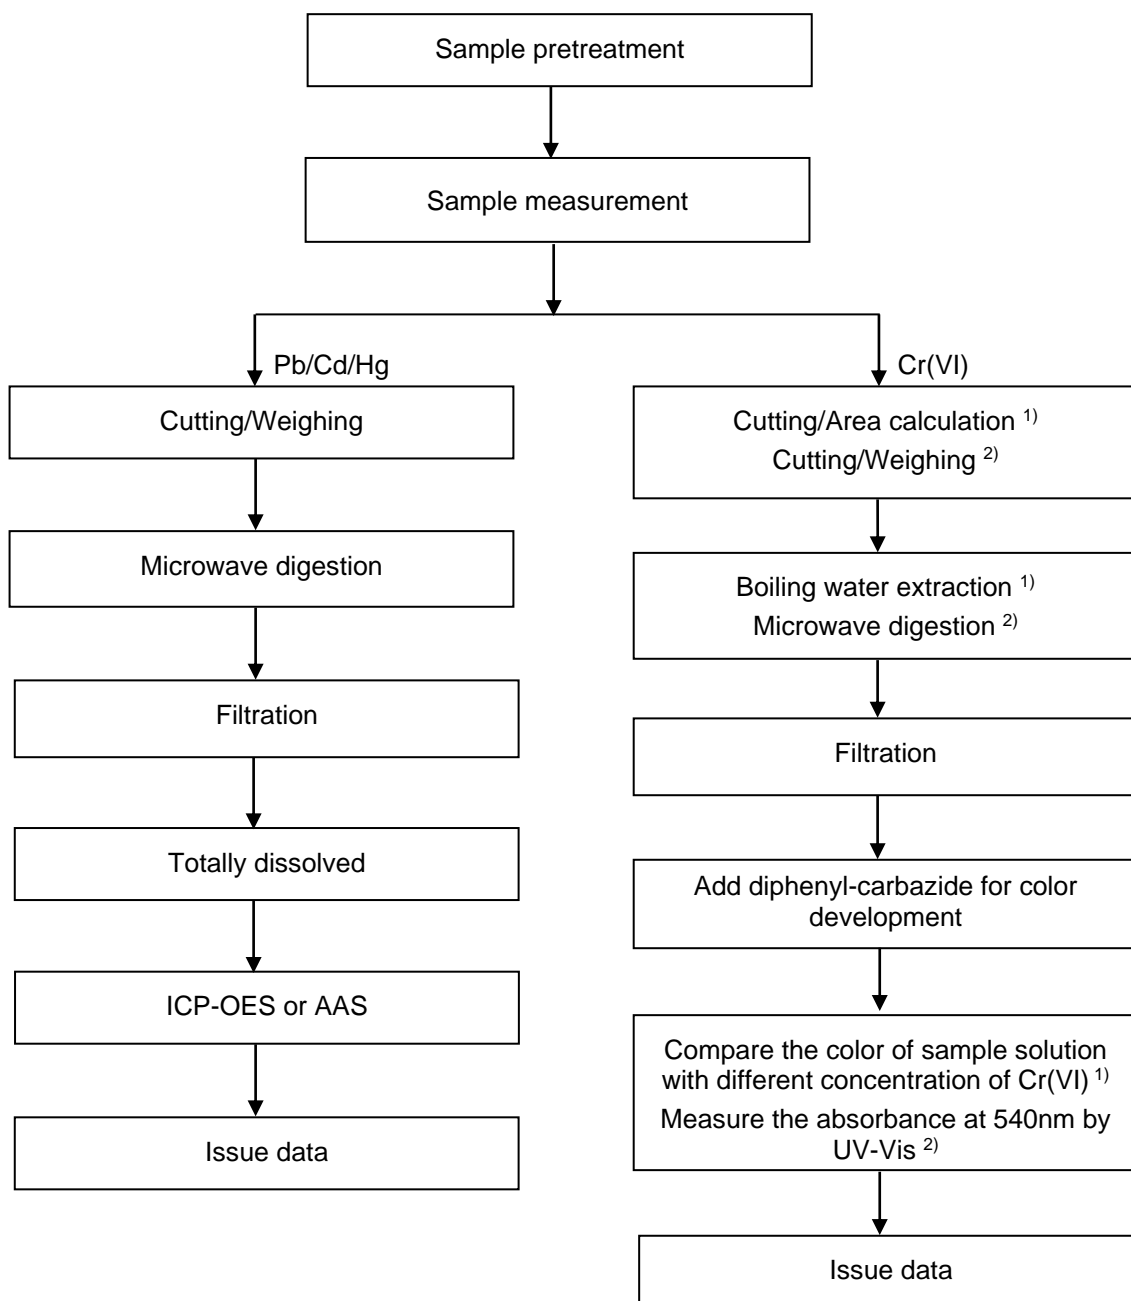 Sample pretreatment
Sample measurement
Pb/Cd/Hg
Cutting/Weighing
Microwave digestion
Filtration
Totally dissolved
ICP-OES or AAS
Issue data
Cr(VI)
Cutting/Area calculation 1)
Cutting/Weighing 2)
Boiling water extraction 1)
Microwave digestion 2)
Filtration
Add diphenyl-carbazide for color
development
Compare the color of sample solution
with different concentration of Cr(VI) 1)
Measure the absorbance at 540nm by
UV-Vis 2)
Issue data